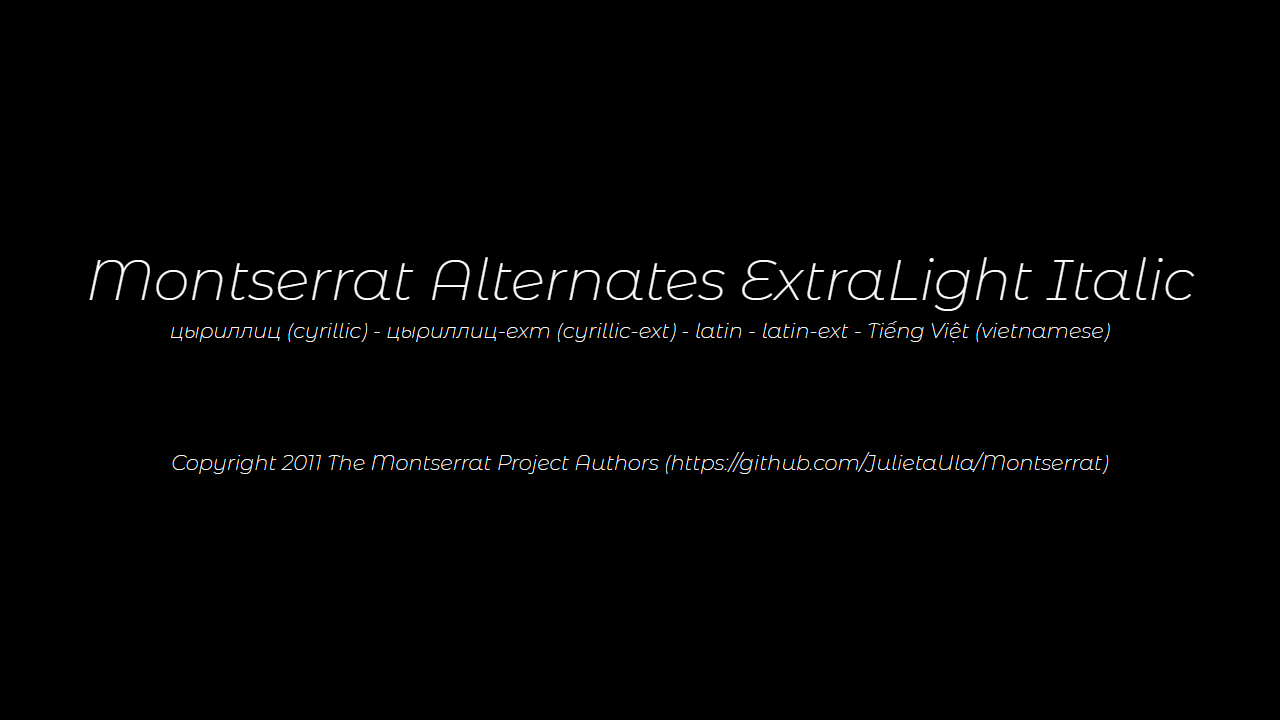 Montserrat Alternates ExtraLight Italic
цыриллиц (cyrillic) - цыриллиц-ехт (cyrillic-ext) - latin - latin-ext - Tiếng Việt (vietnamese)
Copyright 2011 The Montserrat Project Authors (https://github.com/JulietaUla/Montserrat)